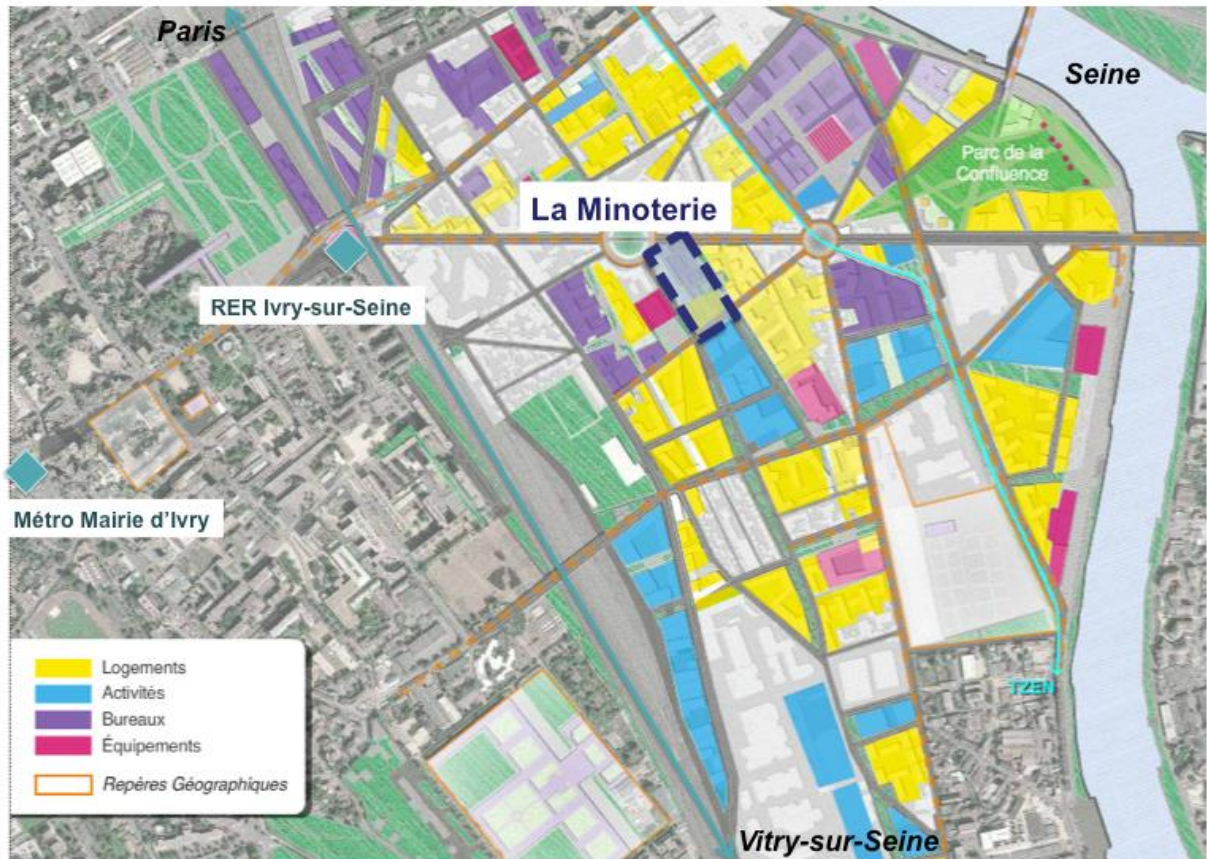 Paris
Seine
Parc de la
Confluence
La Minoterie
RER Ivry-sur-Seine
Métro Mairie d'Ivry
Logements
Activités
Bureaux
Équipements
Repères Géographiques
TZEN
Vitry-sur-Seine